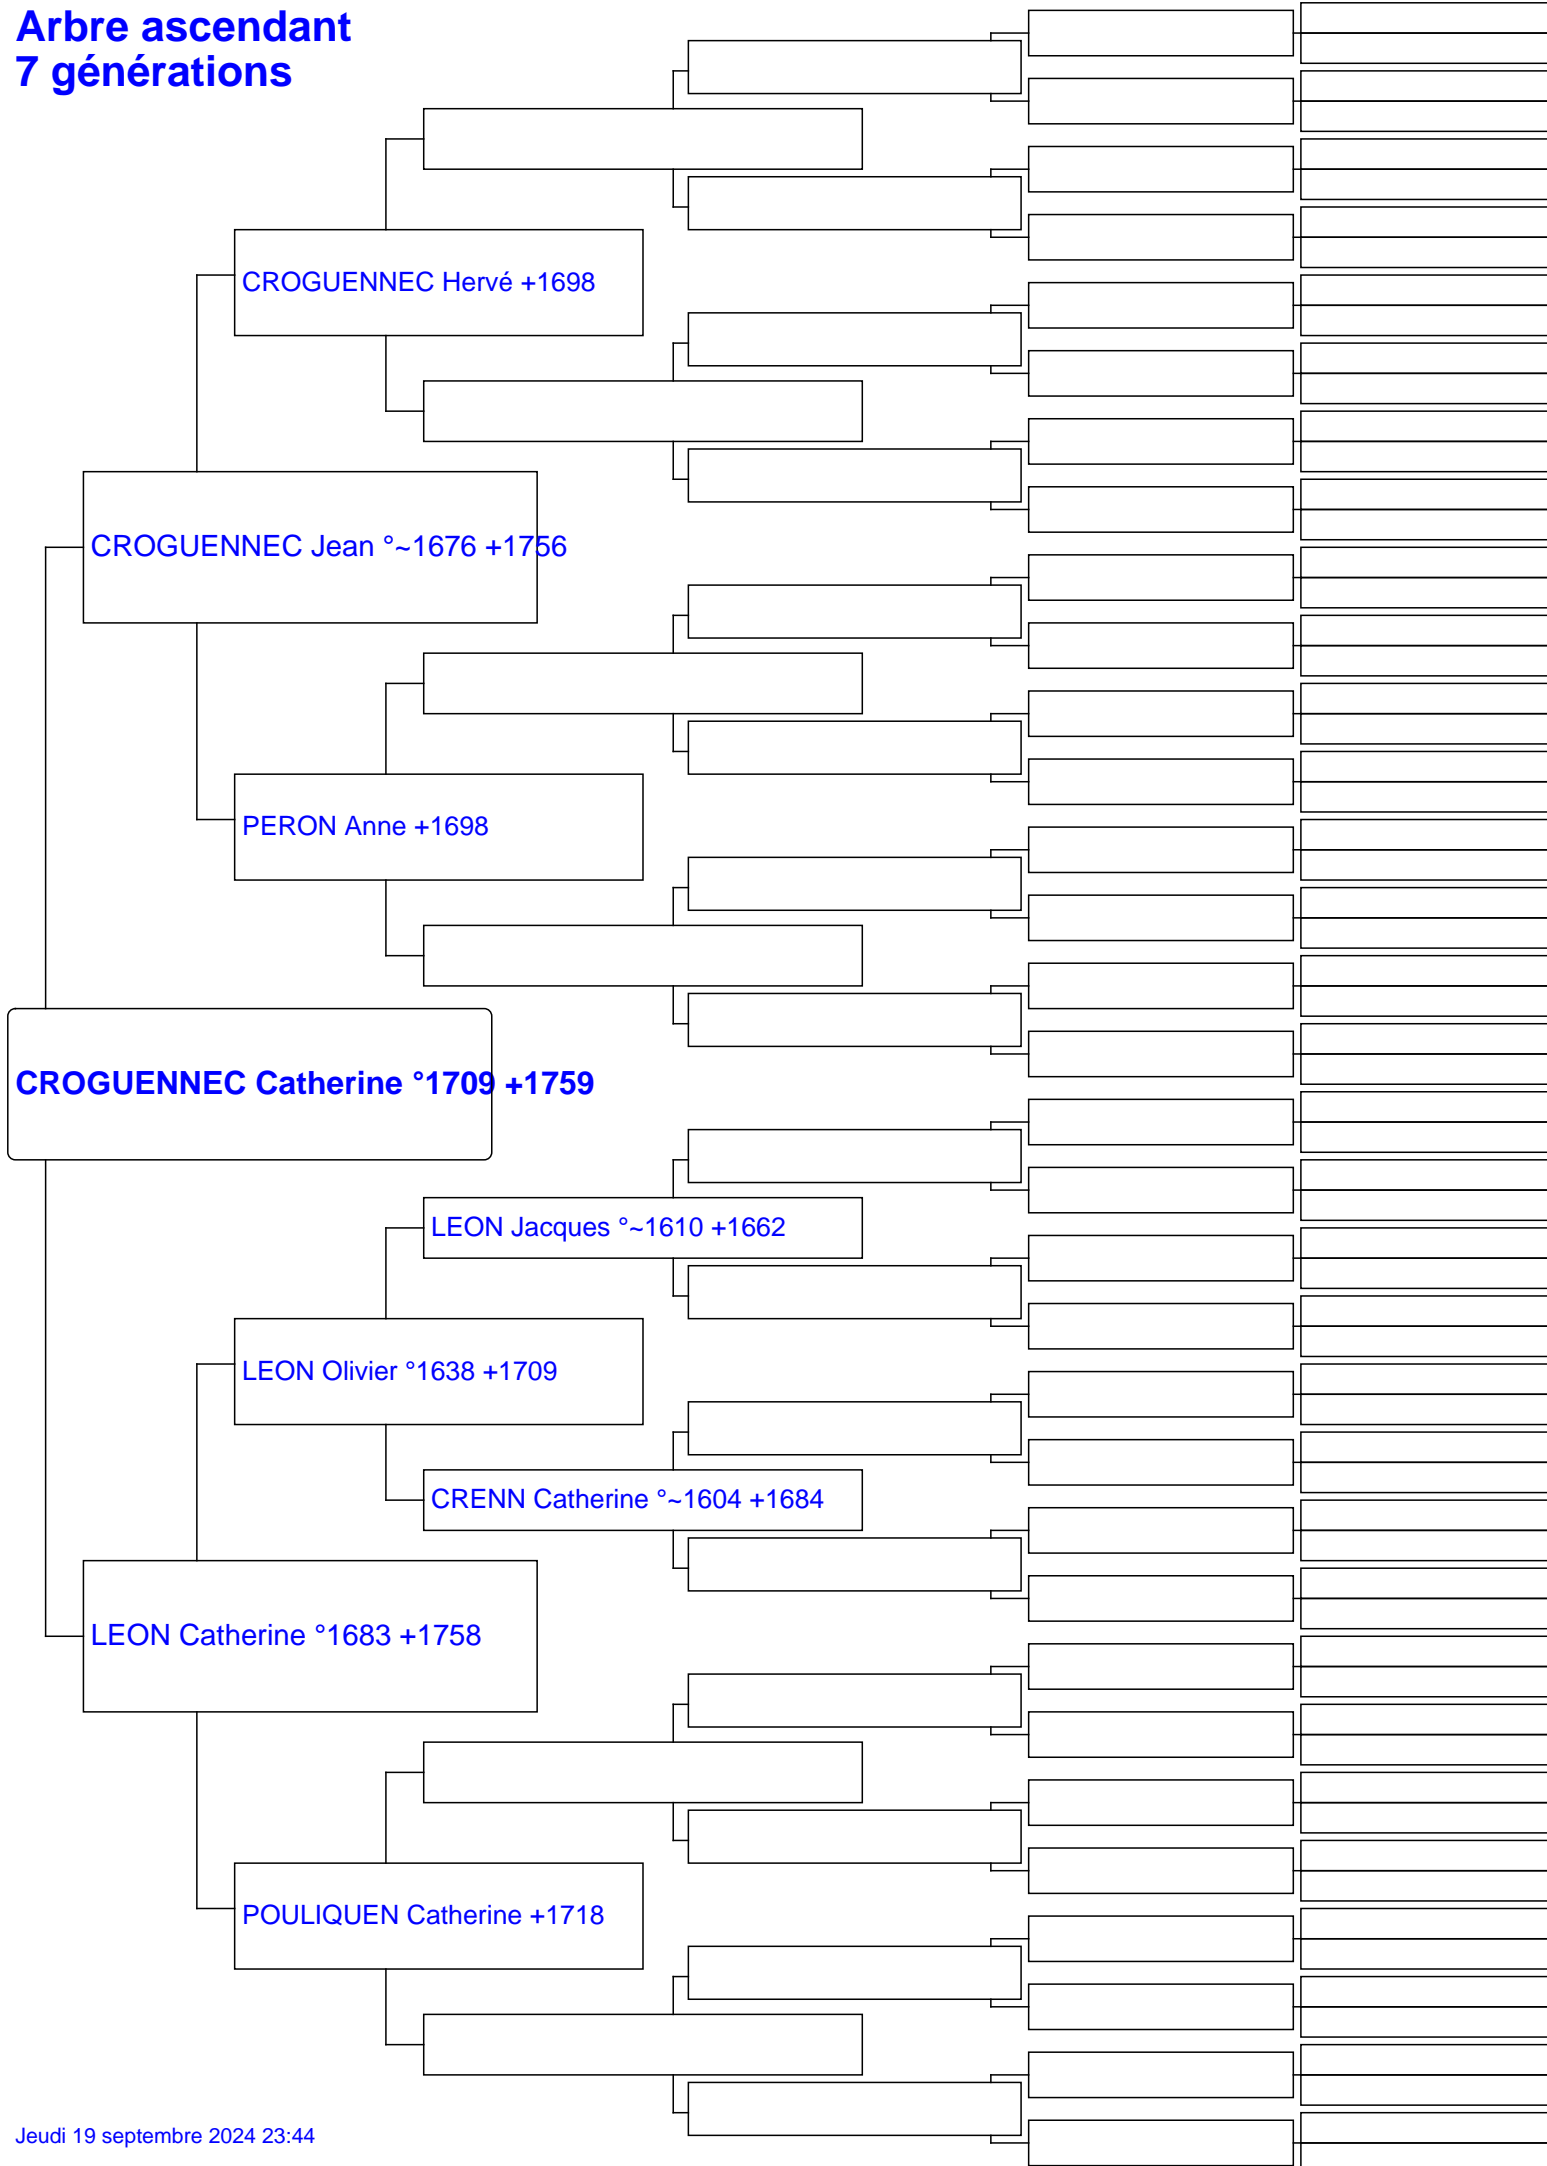 Arbre ascendant
7 générations
CROGUENNEC Hervé +1698
CROGUENNEC Jean °~1676 +1756
PERON Anne +1698
CROGUENNEC Catherine °1709 +1759
LEON Jacques °~1610 +1662
LEON Olivier °1638 +1709
CRENN Catherine °~1604 +1684
LEON Catherine °1683 +1758
POULIQUEN Catherine +1718
Jeudi 19 septembre 2024 23:44